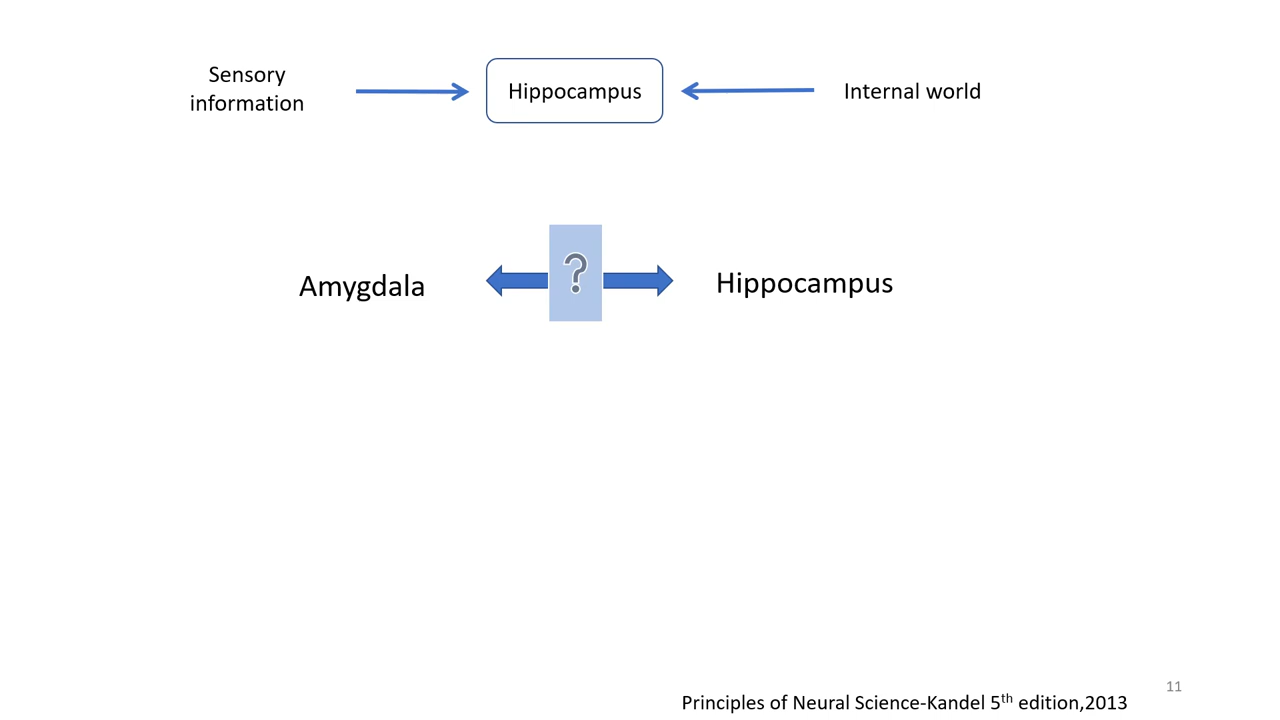 Sensory
information
Hippocampus
Internal world
?
Amygdala
Hippocampus
11
Principles of Neural Science-Kandel 5th edition,2013